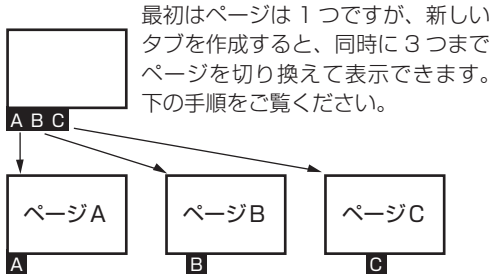 最初はページは 1 つですが、新しい
タブを作成すると、同時に 3 つまで
ページを切り換えて表示できます。
下の手順をご覧ください。
A B C
ページA
ページB
ページC
A
B
C